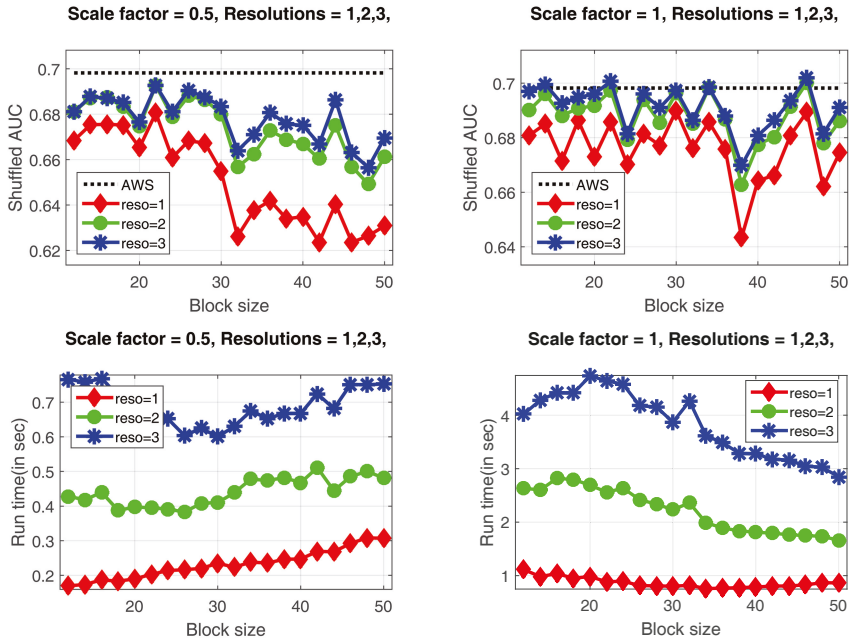 Scale factor = 0.5, Resolutions = 1,2,3,
Shuffled AUC
0.7
0.68
0.66
0.64
0.62
AWS
reso=1
reso=2
reso=3
20
30
40
50
Block size
Scale factor = 1, Resolutions = 1,2,3,
Shuffled AUC
0.7
0.68
0.66
0.64
AWS
reso=1
reso=2
reso=3
20
30
40
50
Block size
Scale factor = 0.5, Resolutions = 1,2,3,
Run time(in sec)
0.7
0.6
0.5
0.4
0.3
0.2
reso=1
reso=2
reso=3
20
30
40
50
Block size
Scale factor = 1, Resolutions = 1,2,3,
Run time(in sec)
4
3
2
1
reso=1
reso=2
reso=3
20
30
40
50
Block size